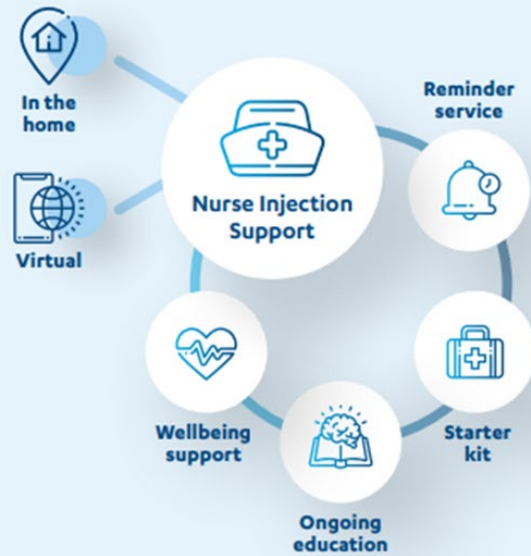 In the
home
Virtual
Nurse Injection
Support
Reminder
service
Starter
kit
Ongoing
education
Wellbeing
support